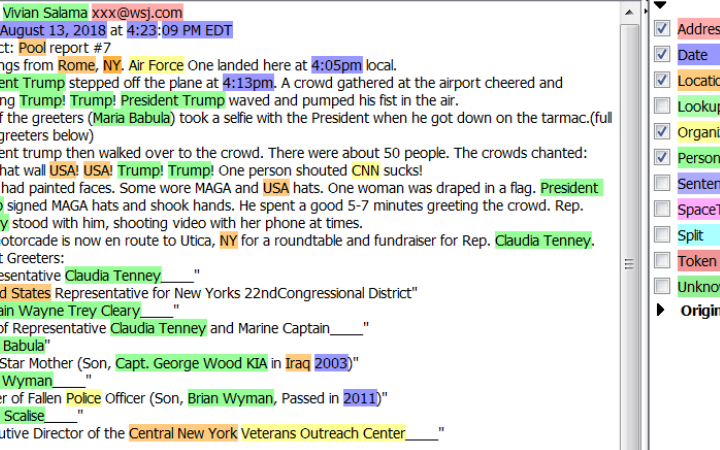 Vivian Salama xxx@wsj.com
August 13, 2018 at 4:23:09 PM EDT
ct: Pool report #7
ngs from Rome, NY. Air Force One landed here at 4:05pm local.
ent Trump stepped off the plane at 4:13pm. A crowd gathered at the airport cheered and
ng Trump! Trump! President Trump waved and pumped his fist in the air.
f the greeters (Maria Babula) took a selfie with the President when he got down on the tarmac.(full
greeters below)
ent trump then walked over to the crowd. There were about 50 people. The crowds chanted:
hat wall USA! USA! Trump! Trump! One person shouted CNN sucks!
had painted faces. Some wore MAGA and USA hats. One woman was draped in a flag. President
signed MAGA hats and shook hands. He spent a good 5-7 minutes greeting the crowd. Rep.
y stood with him, shooting video with her phone at times.
notorcade is now en route to Utica, NY for a roundtable and fundraiser for Rep. Claudia Tenney.
t Greeters:
esentative Claudia Tenney____"
d States Representative for New Yorks 22ndCongressional District"
ain Wayne Trey Cleary____"
of Representative Claudia Tenney and Marine Captain____"
Babula"
Star Mother (Son, Capt. George Wood KIA in Iraq 2003)"
Wyman____"
er of Fallen Police Officer (Son, Brian Wyman, Passed in 2011)"
Scalise____"
utive Director of the Central New York Veterans Outreach Center____"
Addres
Date
Locatio
Lookup
Organiz
Person
Senten
SpaceT
Split
Token
Unkno
Origin